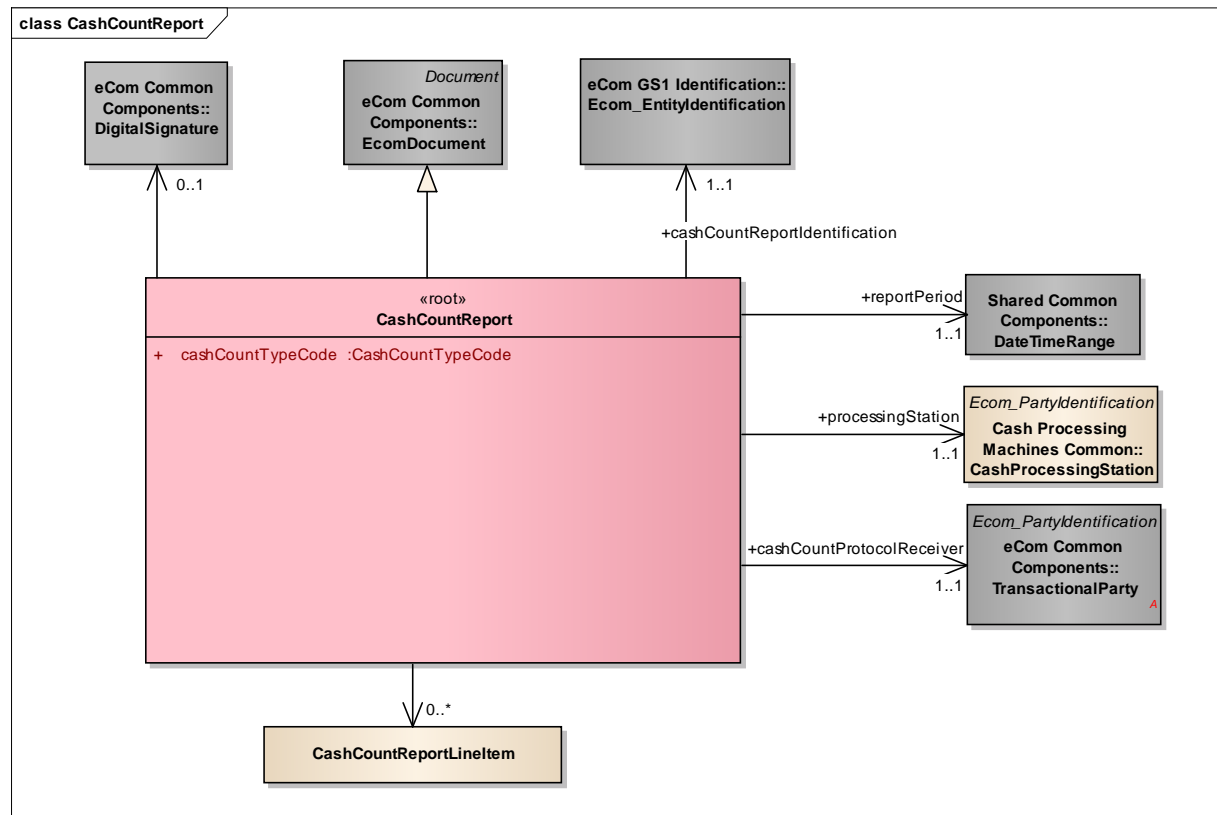 class CashCountReport
eCom Common
Components::
DigitalSignature
Document
eCom Common
Components::
EcomDocument
eCom GS1 Identification::
Ecom_EntityIdentification
0..1
1..1
+cashCountReportIdentification
«root»
CashCountReport
+ cashCountTypeCode :CashCountTypeCode
+reportPeriod
1..1
Shared Common
Components::
DateTimeRange
+processingStation
1..1
Ecom_PartyIdentification
Cash Processing
Machines Common::
CashProcessingStation
+cashCountProtocolReceiver
1..1
Ecom_PartyIdentification
eCom Common
Components::
TransactionalParty
A
0..*
CashCountReportLineItem